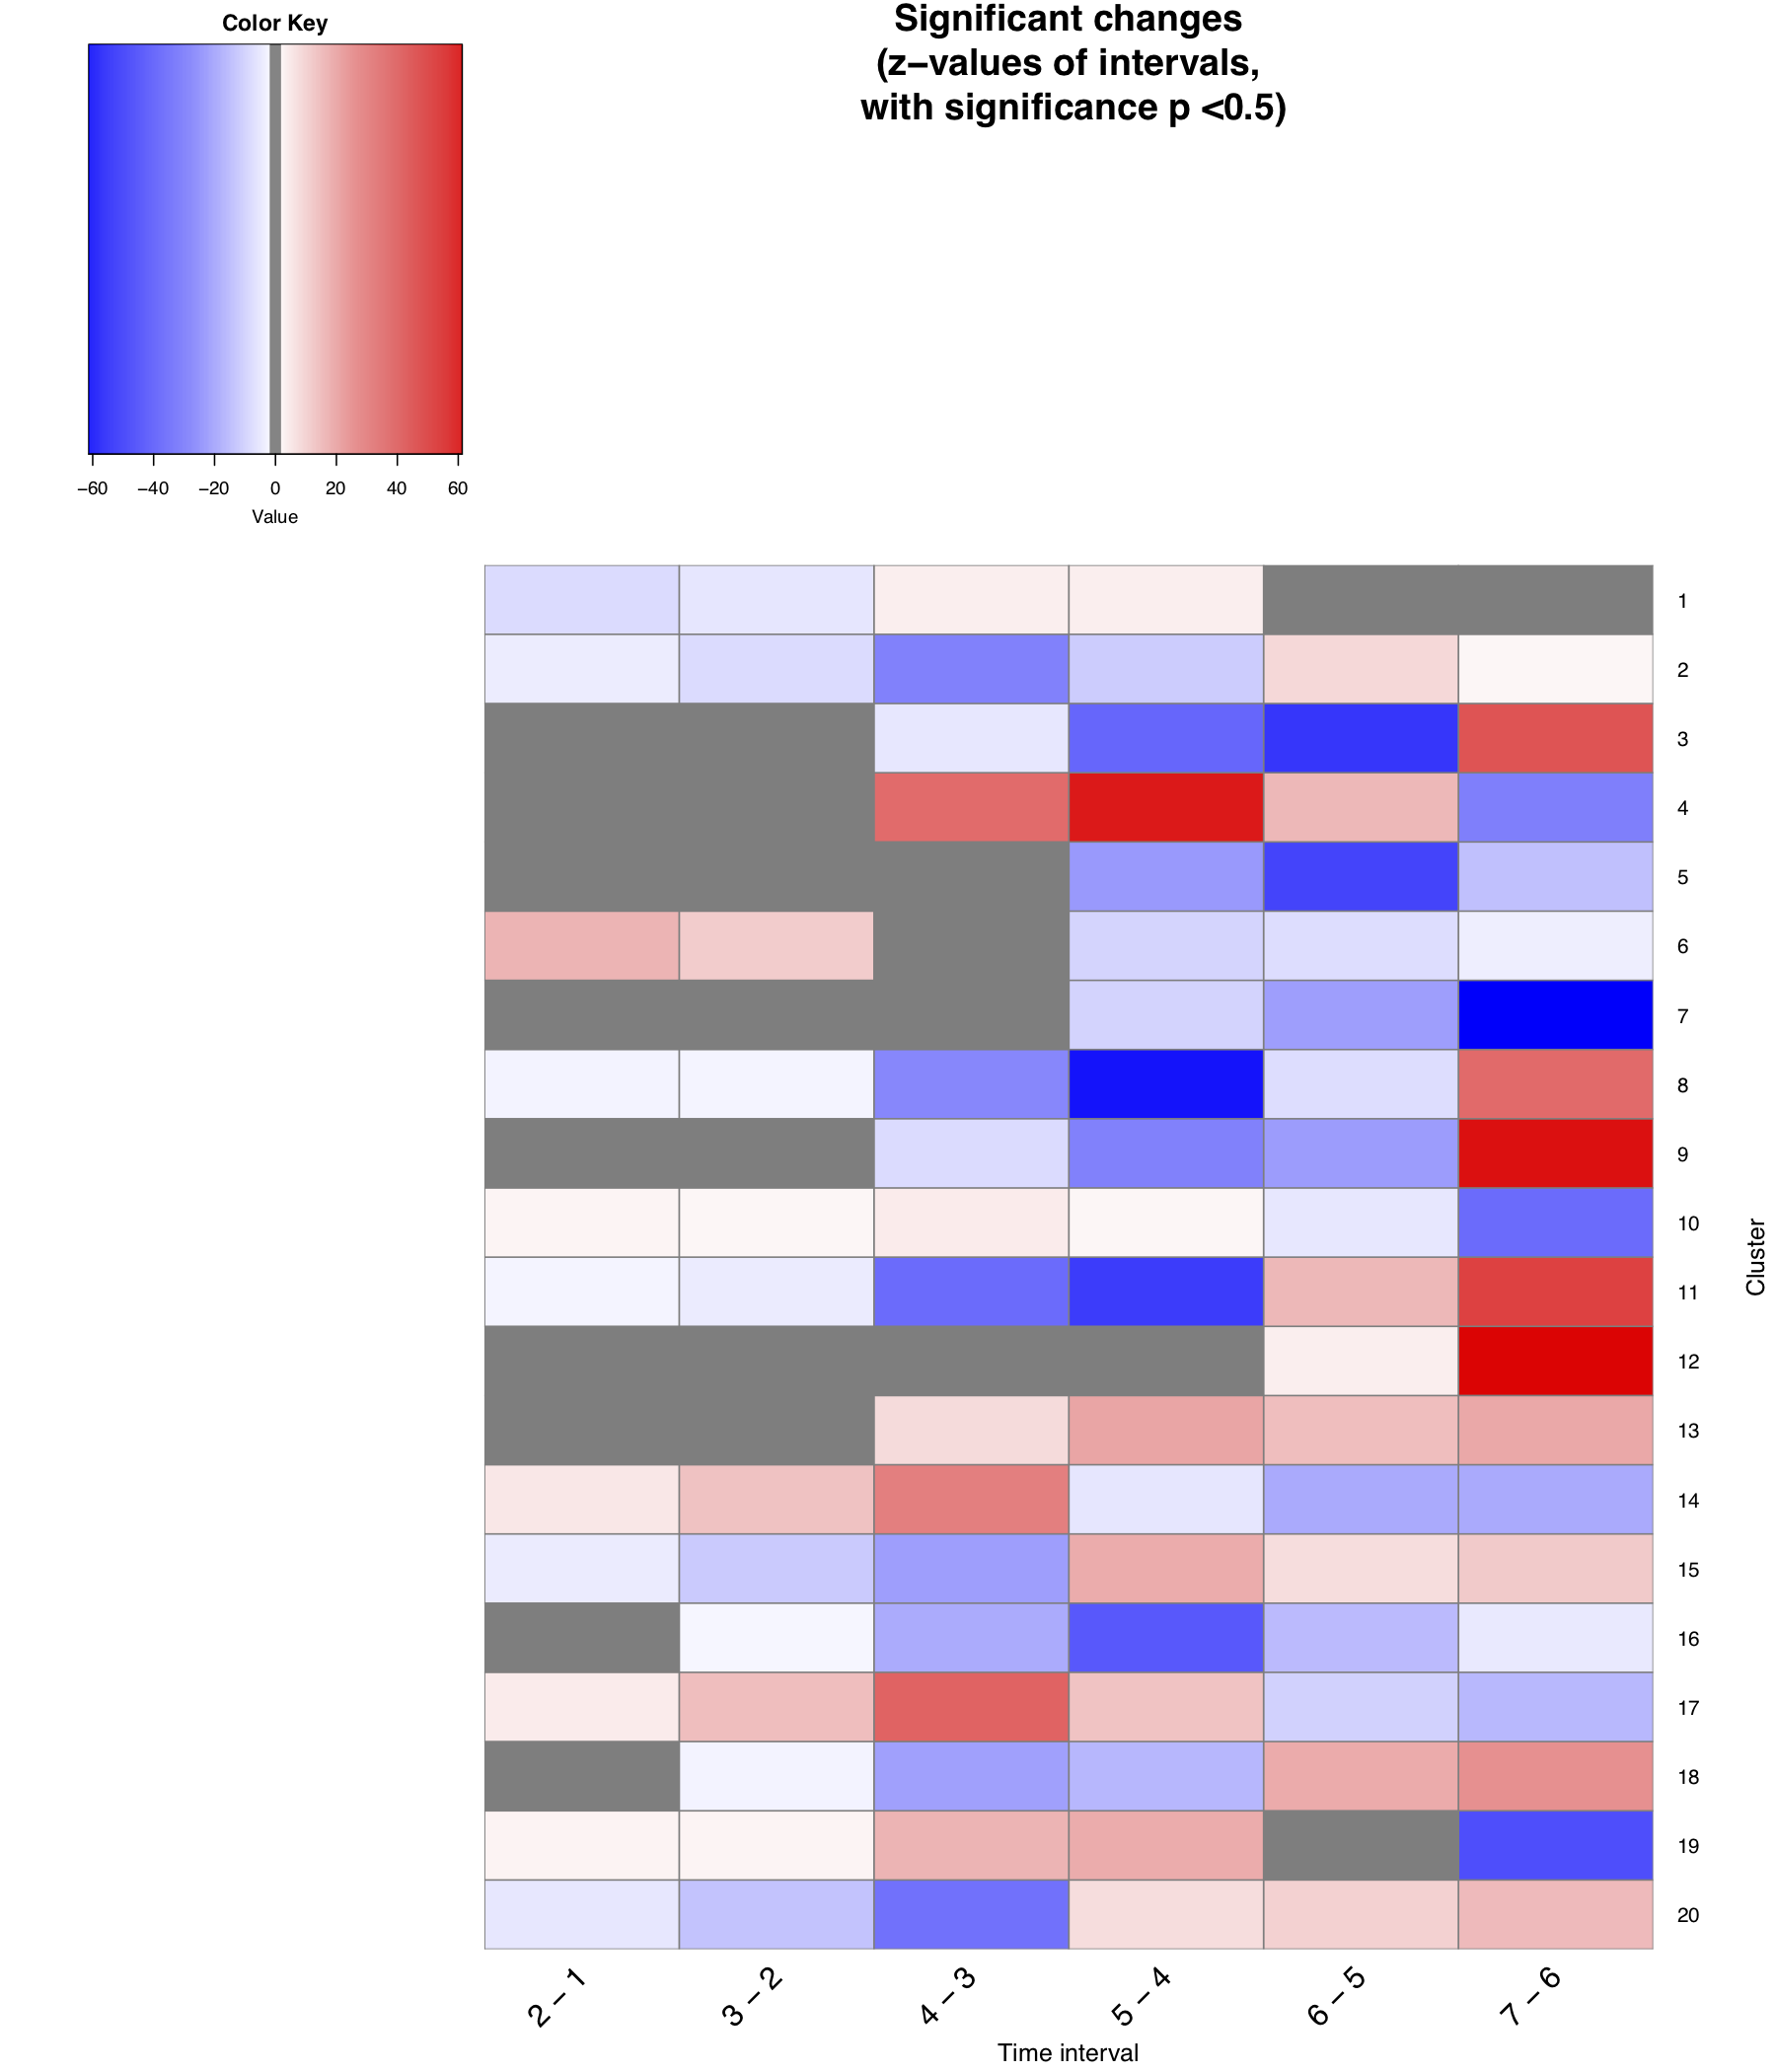 Color Key
Significant changes
(z−values of intervals,
with significance p <0.5)
−60 −40 −20 0 20 40 60
Value
1
2
3
4
5
6
7
8
9
10
Cluster
11
12
13
14
15
16
17
18
19
20
2 − 1 3 − 2 4 − 3 5 − 4 6 − 5 7 − 6
Time interval